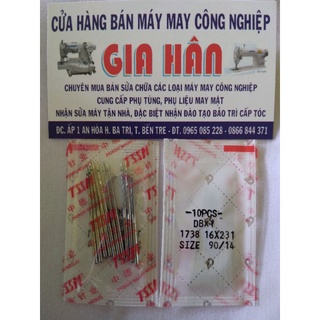 CỬA HÀNG BÁN MÁY MAY CÔNG NGHIỆP
GIA HÂN
CHUYÊN MUA BÁN SỬA CHỮA CÁC LOẠI MÁY MAY CÔNG NGHIỆP
CUNG CẤP PHỤ TÙNG, PHỤ LIỆU MAY MẶT
NHẬN SỬA MÁY TẬN NHÀ, ĐẶC BIỆT NHẬN ĐÀO TẠO BẢO TRÌ CẤP TÓC
ĐC. ẤP 1 AN HÒA H. BA TRI, T. BẾN TRE - ĐT. 0965 085 228 - 0866 844 371
-10PCS-
DBX1
1738 16X231
SIZE 90/14